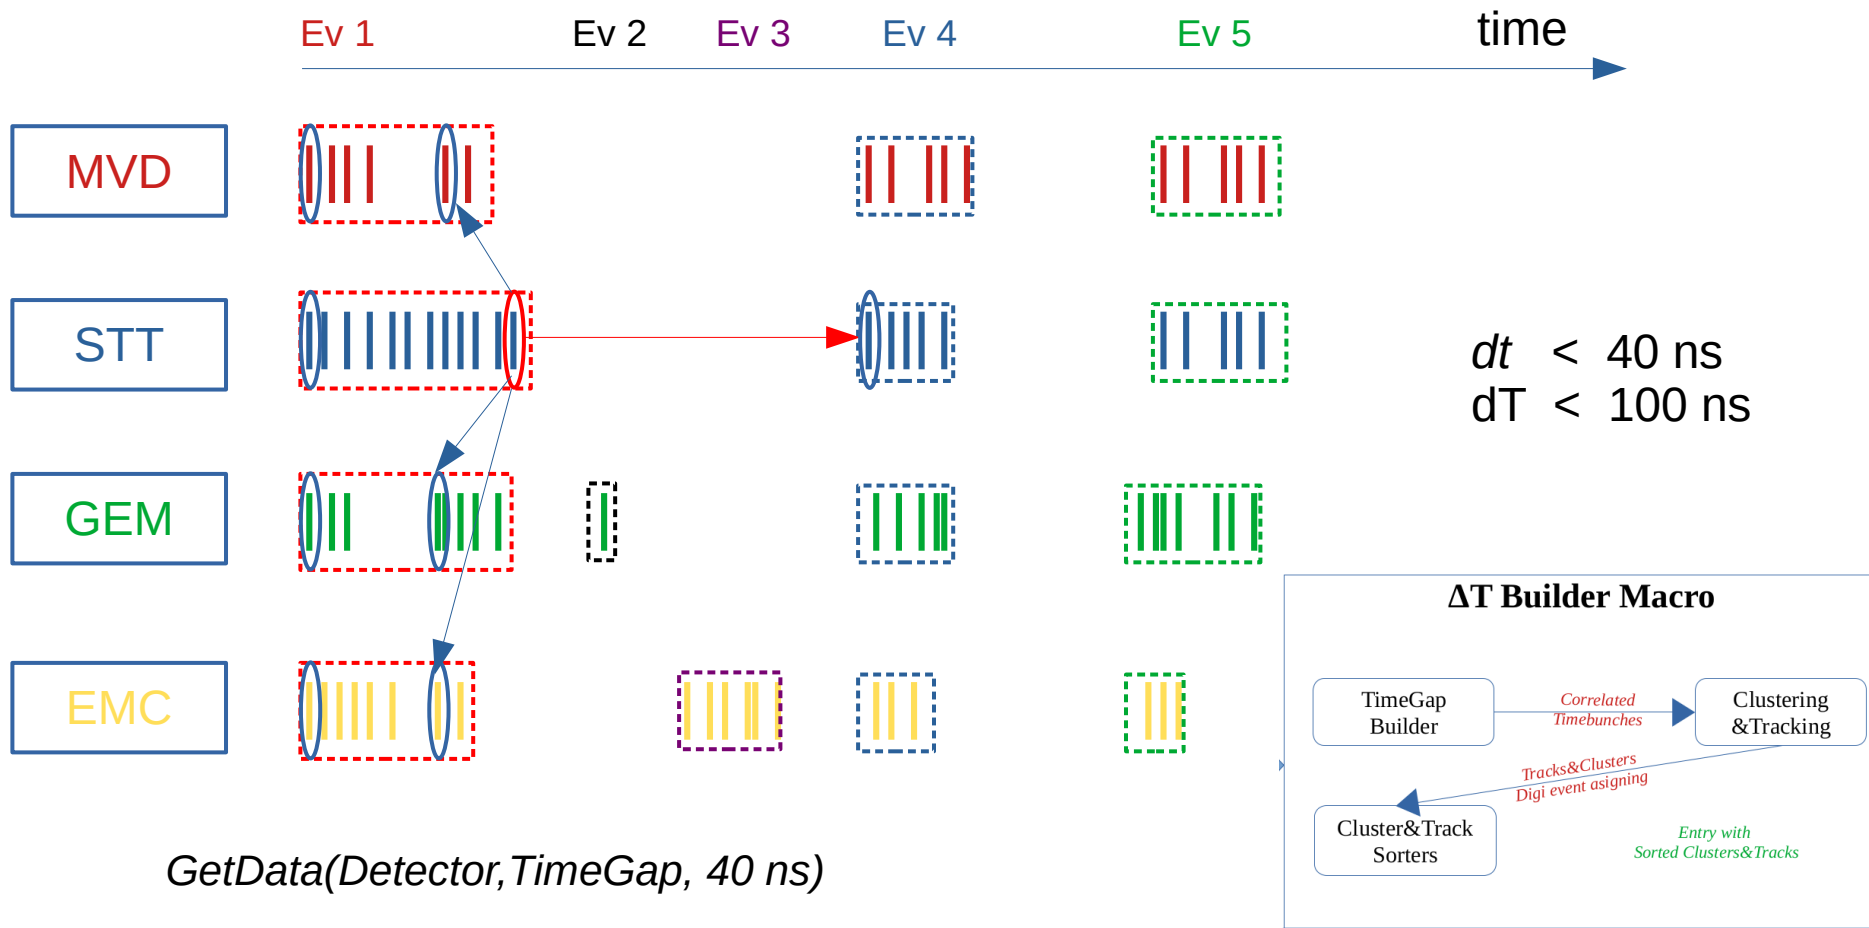 Ev 1
Ev 2
Ev 3
Ev 4
Ev 5
time
MVD
STT
dt < 40 ns
dT < 100 ns
GEM
EMC
GetData(Detector,TimeGap, 40 ns)
ΔT Builder Macro
TimeGap
Builder
Correlated
Timebunches
Clustering
&Tracking
Tracks&Clusters
Digi event asigning
Cluster&Track
Sorters
Entry with
Sorted Clusters&Tracks